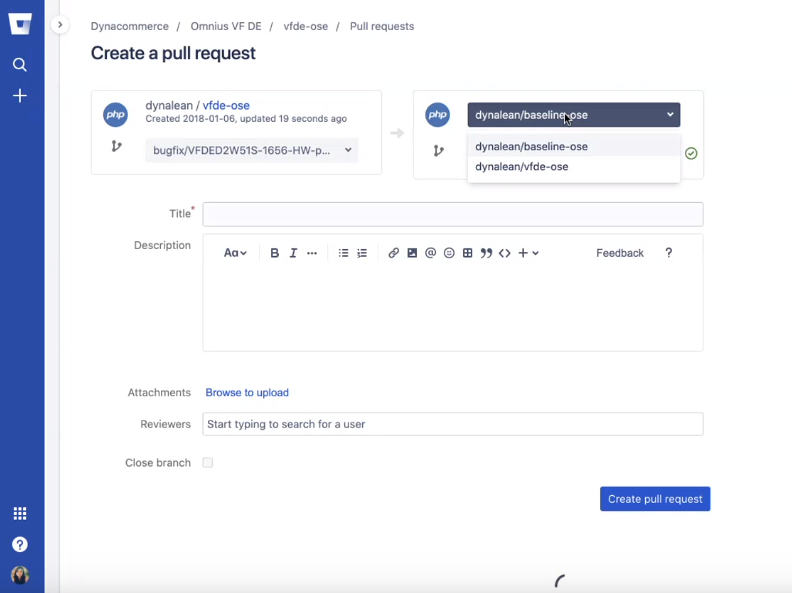 Dynacommerce / Omnius VF DE / vfde-ose / Pull requests
Create a pull request
php
dynalean / vfde-ose
Created 2018-01-06, updated 19 seconds ago
bugfix/VFDED2W51S-1656-HW-p...
php
dynalean/baseline-ose
dynalean/baseline-ose
dynalean/vfde-ose
Title*
Description
Aa
B I ...
Feedback ?
Attachments Browse to upload
Reviewers Start typing to search for a user
Close branch
Create pull request